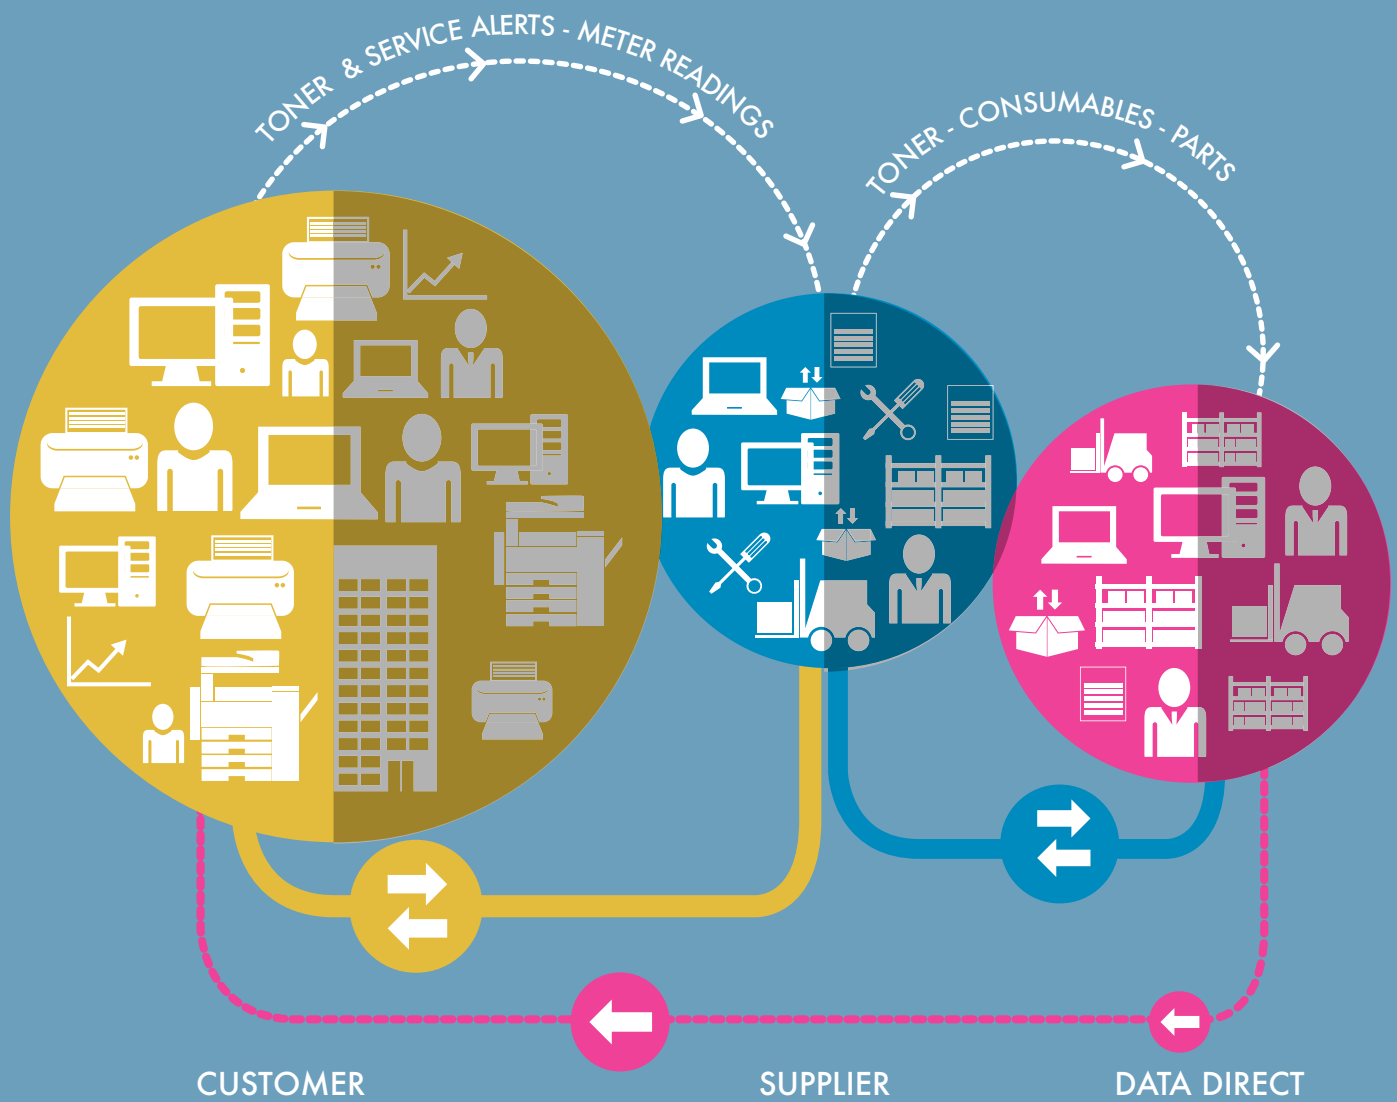 TONER & SERVICE ALERTS - METER READINGS
TONER - CONSUMABLES - PARTS
CUSTOMER
SUPPLIER
DATA DIRECT